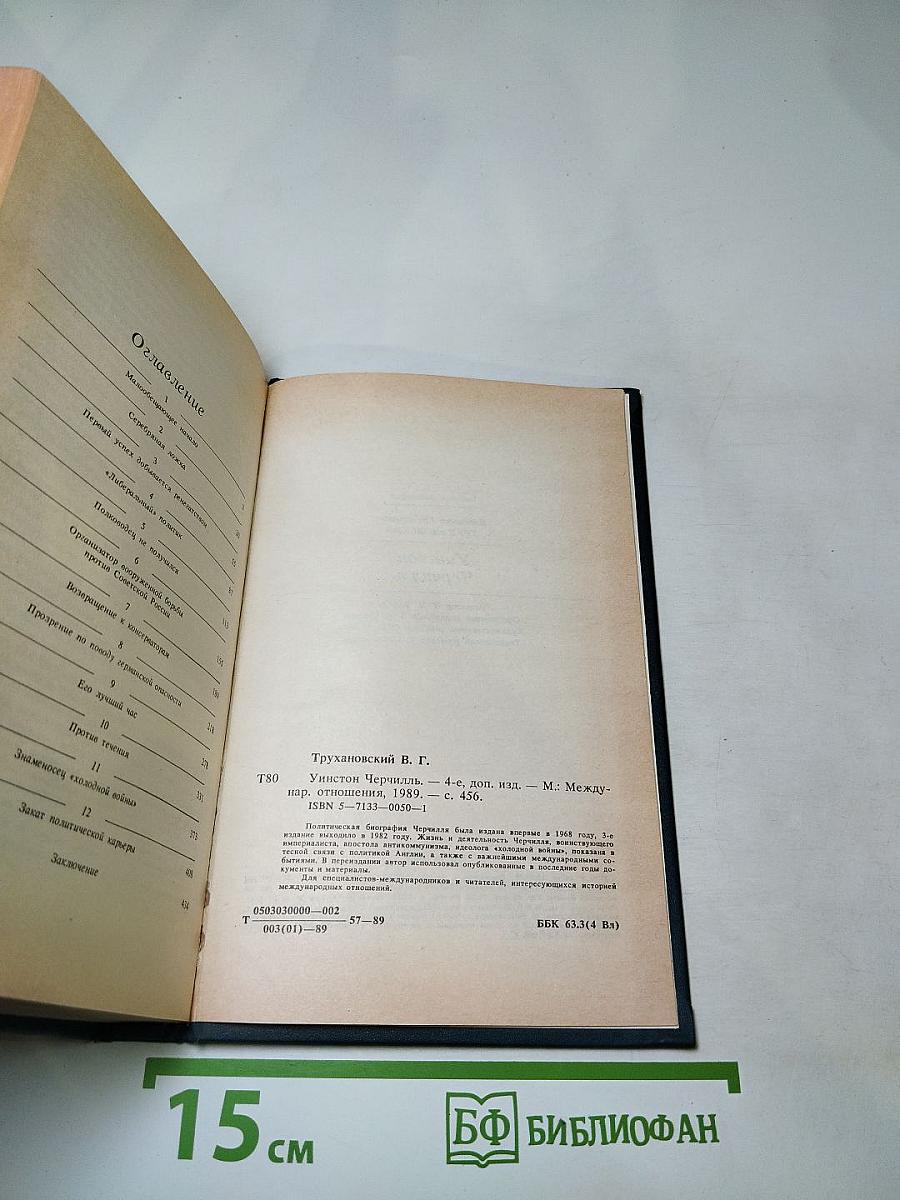 Оглавление
1
Малообещающее начало
2
Серебряная ложка
3
Первый успех добывается репетитством
4
«Либеральный» политик
5
Полководец не получился
6
Организатор вооруженной борьбы
против Советской России
7
Возвращение к консерваторам
8
Прозрение по поводу германской опасности
9
Его лучший час
10
Против течения
11
Знаменосец «холодной войны»
12
Закат политической карьеры
Заключение
434
Трухановский В. Г.
Т80 Уинстон Черчилль. — 4-е, доп. изд. — М.: Между-
нар. отношения, 1989. — с. 456.
ISBN 5—7133—0050—1
Политическая биография Черчилля была издана впервые в 1968 году, 3-е
издание выходило в 1982 году. Жизнь и деятельность Черчилля, воинствующего
империалиста, апостола антикоммунизма, идеолога «холодной войны», показана в
тесной связи с политикой Англии, а также с важнейшими международными со-
бытиями. В переиздании автор использовал опубликованные в последние годы до-
кументы и материалы.
Для специалистов-международников и читателей, интересующихся историей
международных отношений.
Т 0503030000—002 57—89
003(01)—89
ББК 63.3(4 Вл)
15 см
БФ БИБЛИОФАН